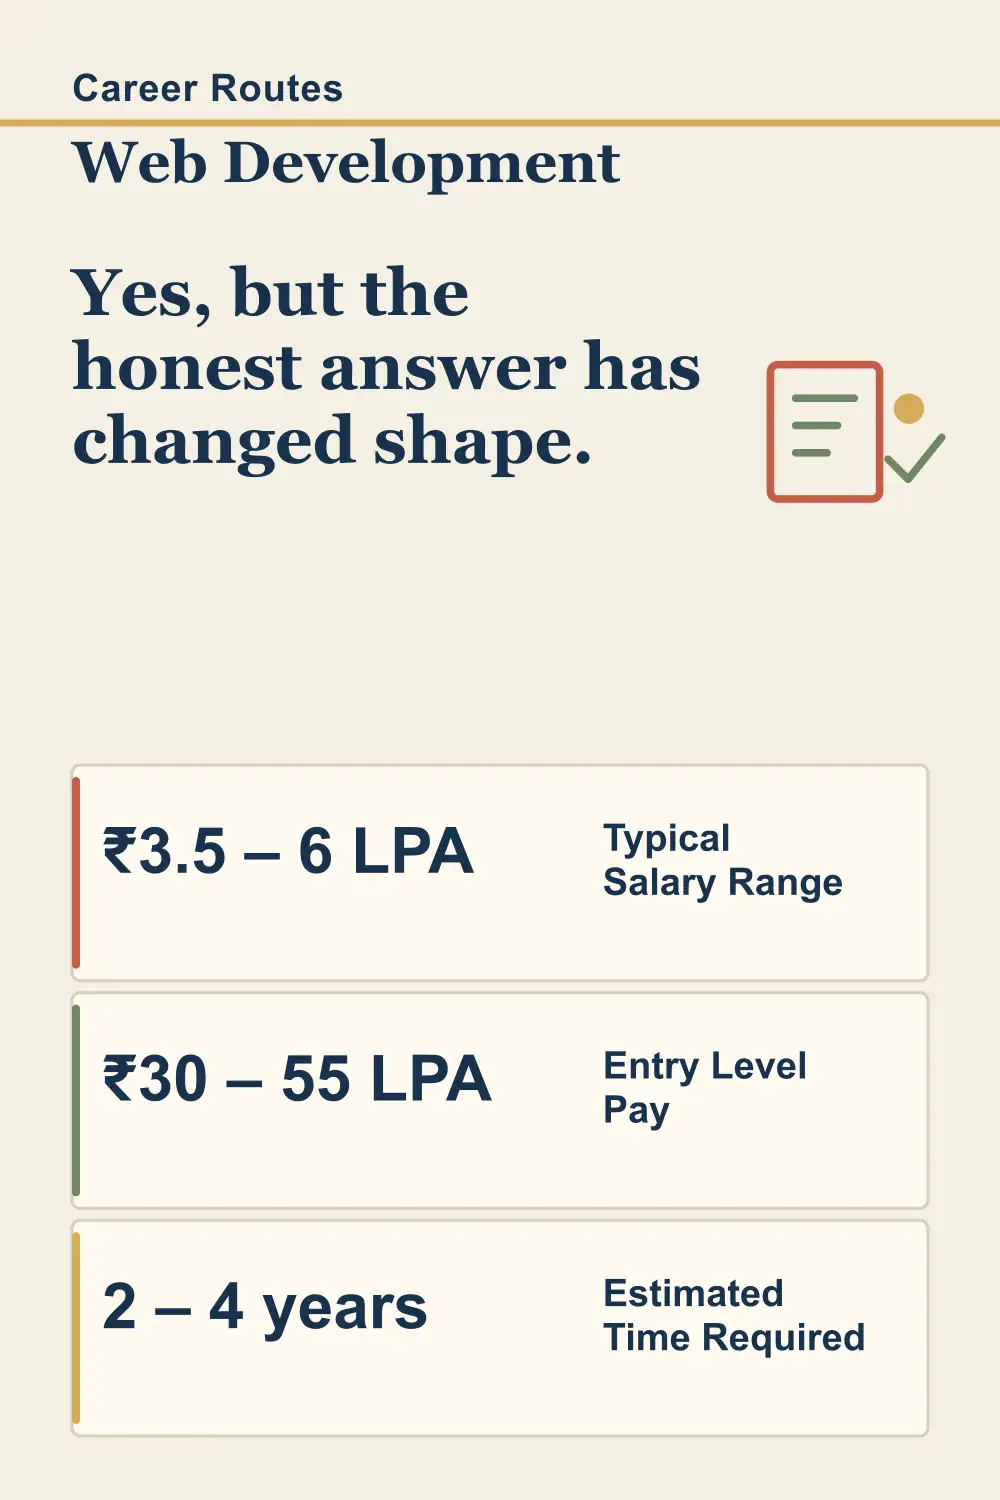 Career Routes
Web Development
Yes, but the
honest answer has
changed shape.
₹3.5 – 6 LPA
Typical
Salary Range
₹30 – 55 LPA
Entry Level
Pay
2 – 4 years
Estimated
Time Required